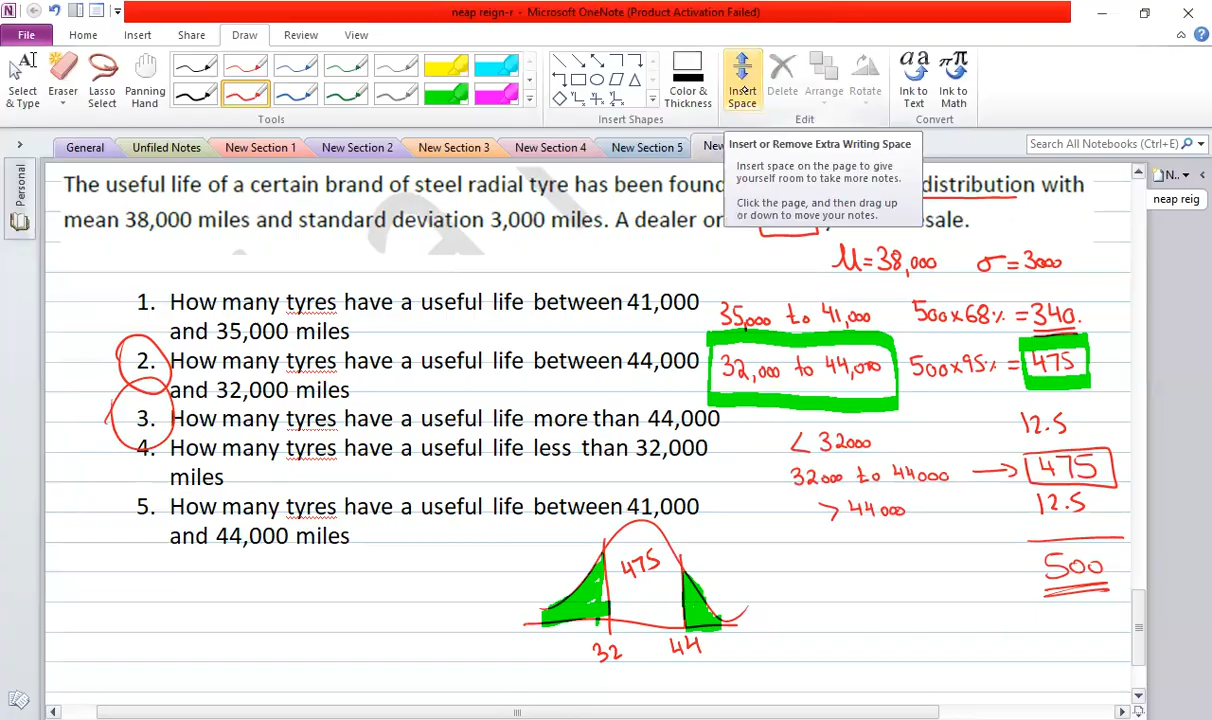 neap reign-r - Microsoft OneNote (Product Activation Failed)
File Home Insert Share Draw Review View
Select & Type
Eraser
Lasso Select
Panning Hand
Color & Thickness
Insert Space
Delete
Arrange
Rotate
Ink to Text
Ink to Math
Tools
Insert Shapes
Edit
Convert
General Unfiled Notes New Section 1 New Section 2 New Section 3 New Section 4 New Section 5 New
Search All Notebooks (Ctrl+E)
N..
neap reig
Personal
Insert or Remove Extra Writing Space
Insert space on the page to give
yourself room to take more notes.
Click the page, and then drag up
or down to move your notes.
The useful life of a certain brand of steel radial tyre has been found distribution with
mean 38,000 miles and standard deviation 3,000 miles. A dealer sale.
μ=38,000 σ=3000
1. How many tyres have a useful life between 41,000
and 35,000 miles
35,000 to 41,000 500x68% =340.
2. How many tyres have a useful life between 44,000
and 32,000 miles
32,000 to 44,000 500x95% = 475
3. How many tyres have a useful life more than 44,000
4. How many tyres have a useful life less than 32,000
miles
5. How many tyres have a useful life between 41,000
and 44,000 miles
< 32000 12.5
32000 to 44000 → 475
> 44000 12.5
500
475
32 44